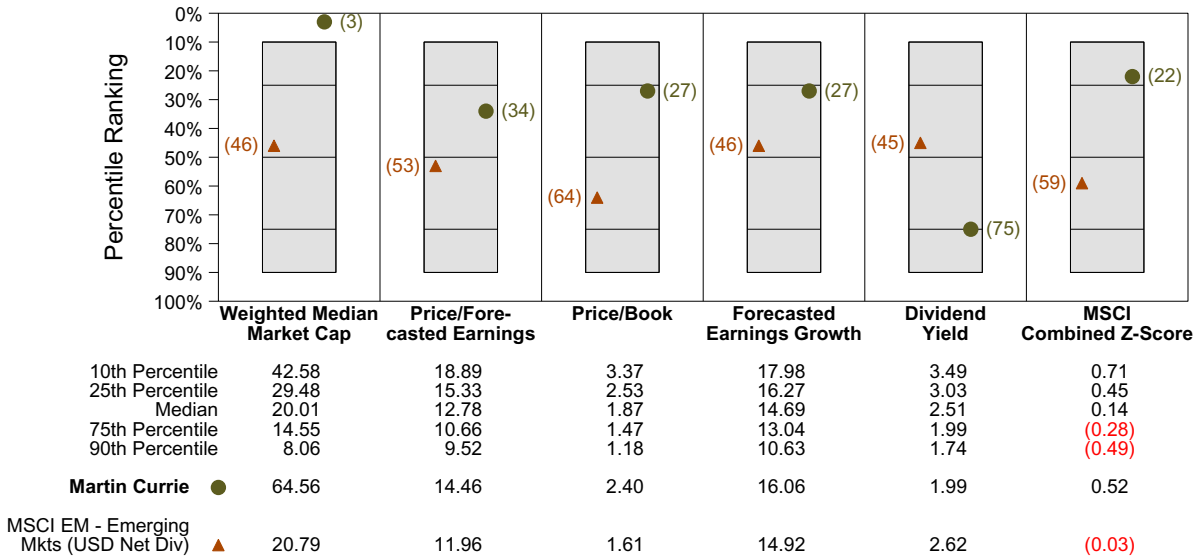 Percentile Ranking
0%
10%
20%
30%
40%
50%
60%
70%
80%
90%
100%
(3)
(46)
(34)
(53)
(27)
(64)
(27)
(46)
(45)
(75)
(22)
(59)
Weighted Median
Market Cap
Price/Fore-
casted Earnings
Price/Book
Forecasted
Earnings Growth
Dividend
Yield
MSCI
Combined Z-Score
10th Percentile 42.58 18.89 3.37 17.98 3.49 0.71
25th Percentile 29.48 15.33 2.53 16.27 3.03 0.45
Median 20.01 12.78 1.87 14.69 2.51 0.14
75th Percentile 14.55 10.66 1.47 13.04 1.99 (0.28)
90th Percentile 8.06 9.52 1.18 10.63 1.74 (0.49)
Martin Currie 64.56 14.46 2.40 16.06 1.99 0.52
MSCI EM - Emerging
Mkts (USD Net Div) 20.79 11.96 1.61 14.92 2.62 (0.03)